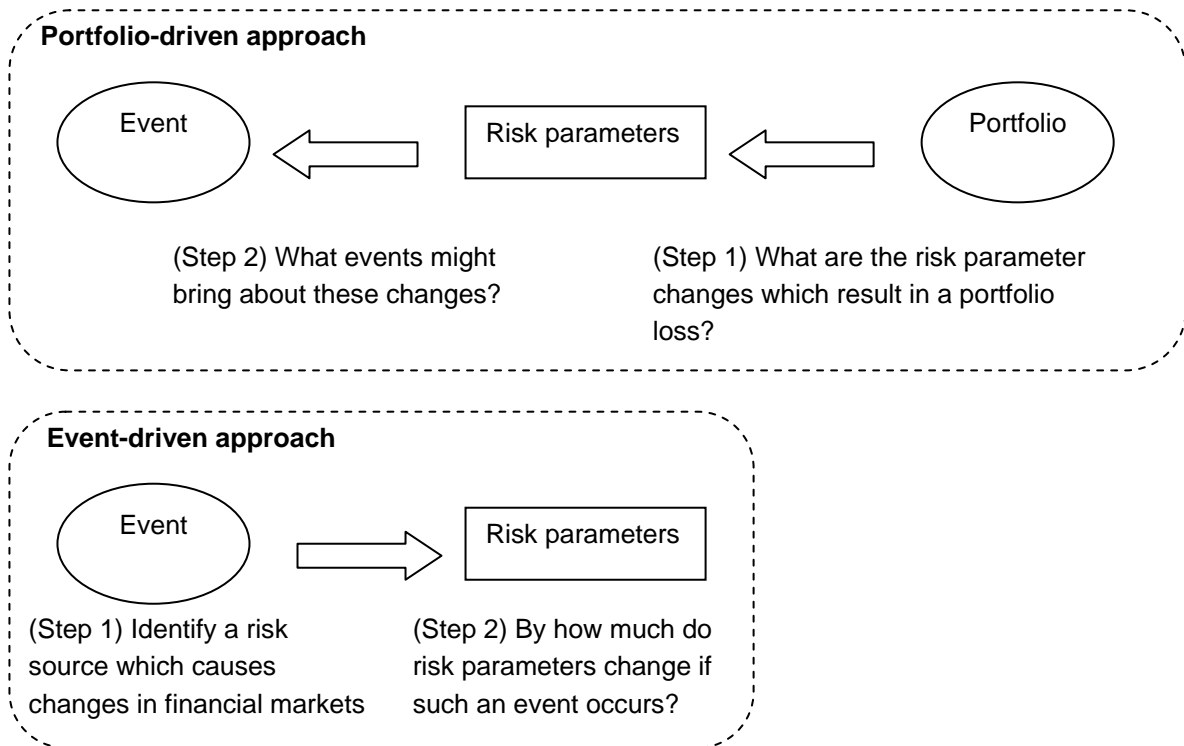 Portfolio-driven approach
Event
Risk parameters
Portfolio
(Step 2) What events might
bring about these changes?
(Step 1) What are the risk parameter
changes which result in a portfolio
loss?
Event-driven approach
Event
Risk parameters
(Step 1) Identify a risk
source which causes
changes in financial markets
(Step 2) By how much do
risk parameters change if
such an event occurs?